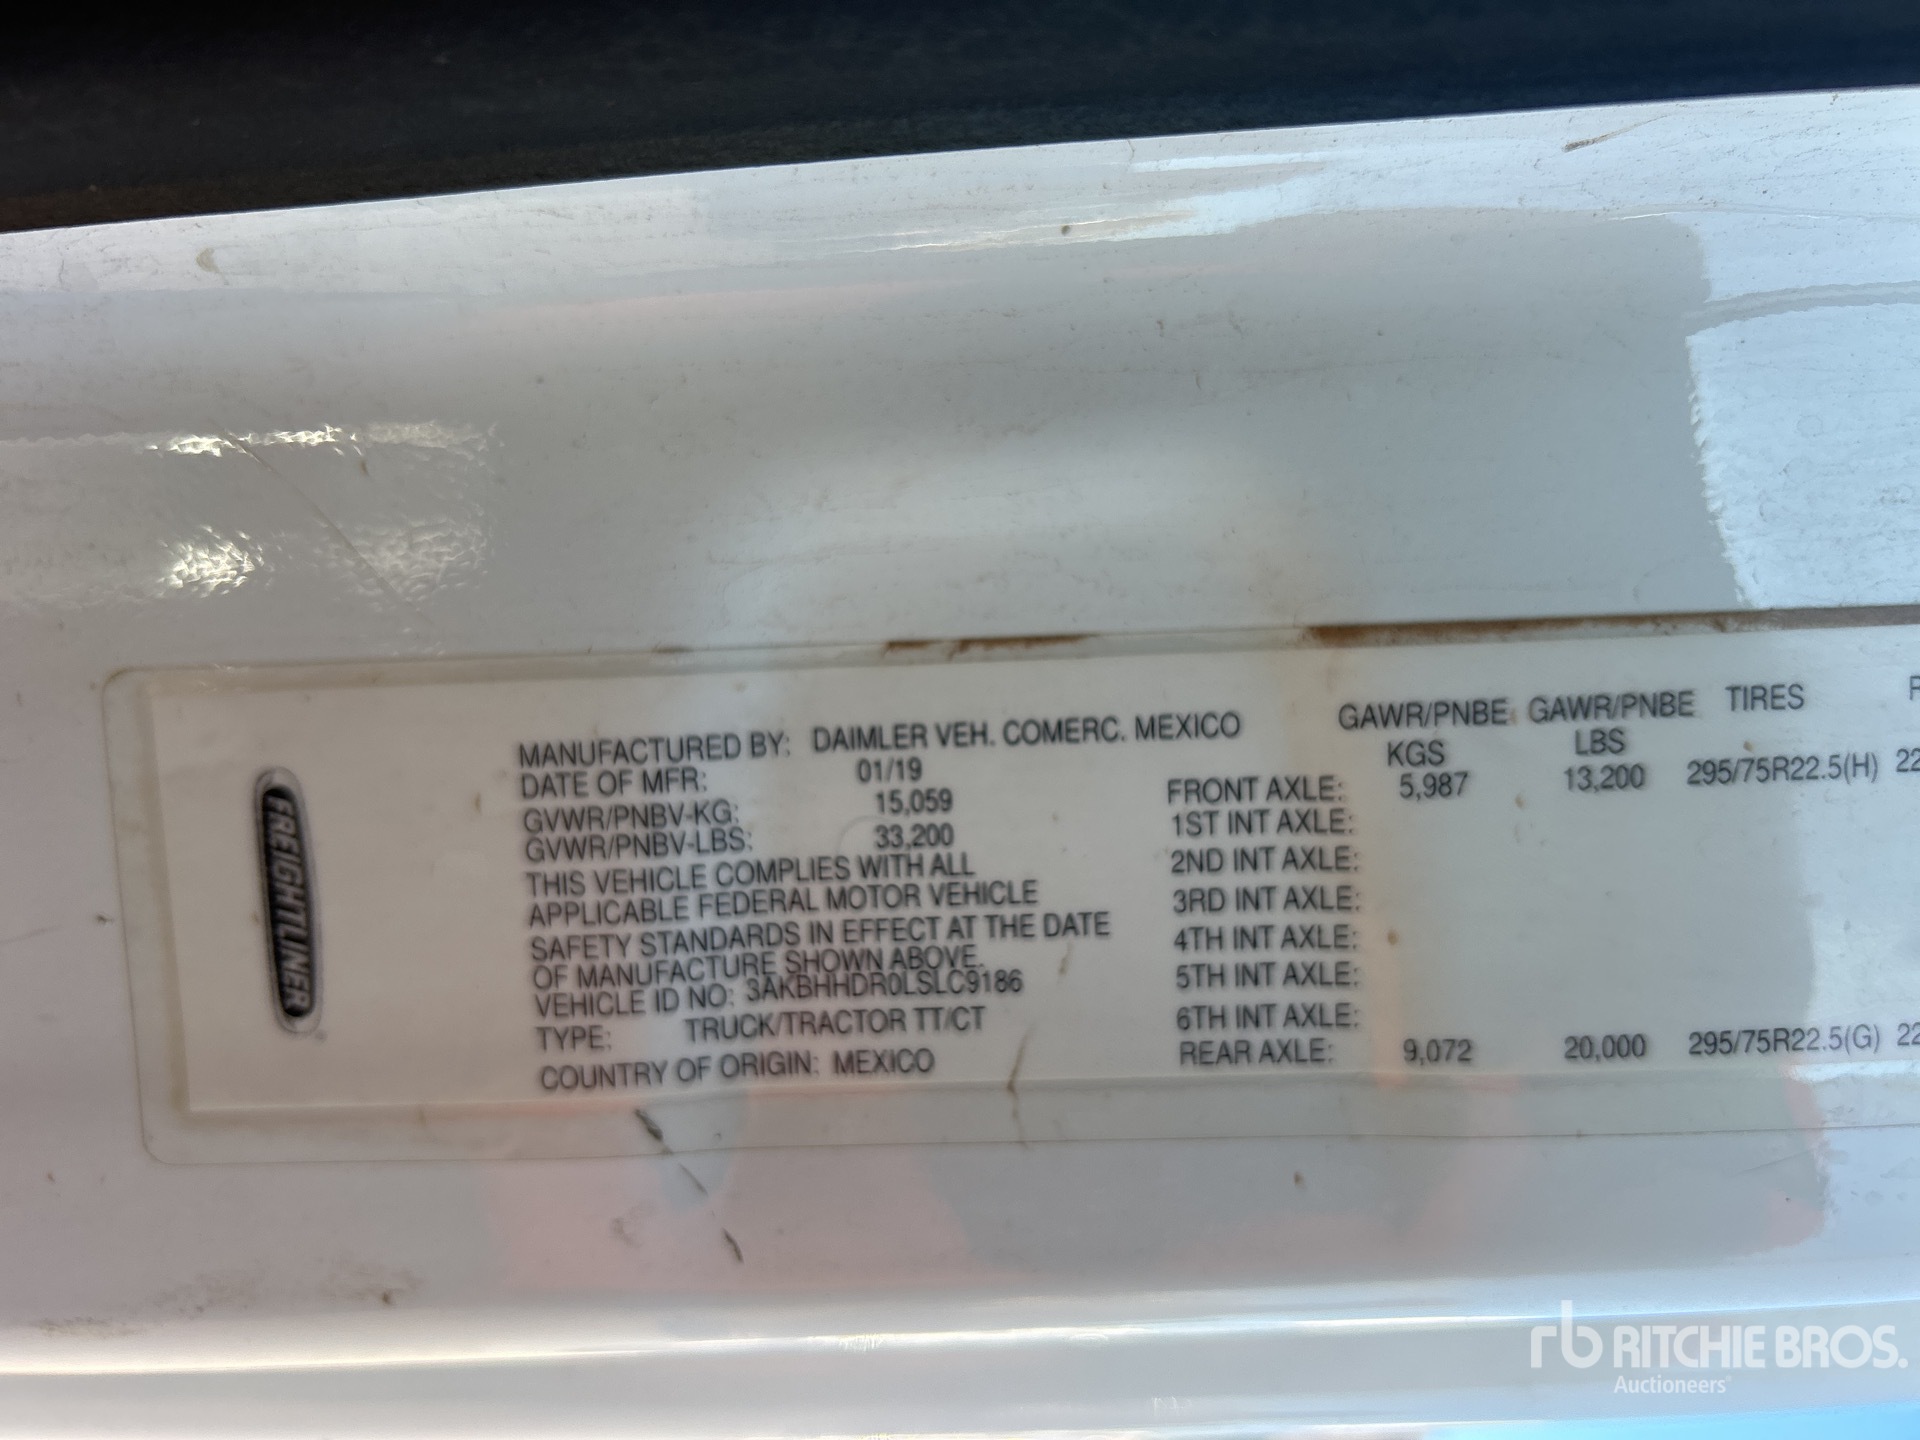 FREIGHTLINER
MANUFACTURED BY: DAIMLER VEH. COMERC. MEXICO
DATE OF MFR: 01/19
GVWR/PNBV-KG: 15,059
GVWR/PNBV-LBS: 33,200
THIS VEHICLE COMPLIES WITH ALL
APPLICABLE FEDERAL MOTOR VEHICLE
SAFETY STANDARDS IN EFFECT AT THE DATE
OF MANUFACTURE SHOWN ABOVE.
VEHICLE ID NO: 3AKBHHDR0LSLC9186
TYPE: TRUCK/TRACTOR TT/CT
COUNTRY OF ORIGIN: MEXICO
GAWR/PNBE GAWR/PNBE TIRES
KGS LBS
FRONT AXLE: 5,987 13,200 295/75R22.5(H) 22
1ST INT AXLE:
2ND INT AXLE:
3RD INT AXLE:
4TH INT AXLE:
5TH INT AXLE:
6TH INT AXLE:
REAR AXLE: 9,072 20,000 295/75R22.5(G) 22
rb RITCHIE BROS.
Auctioneers